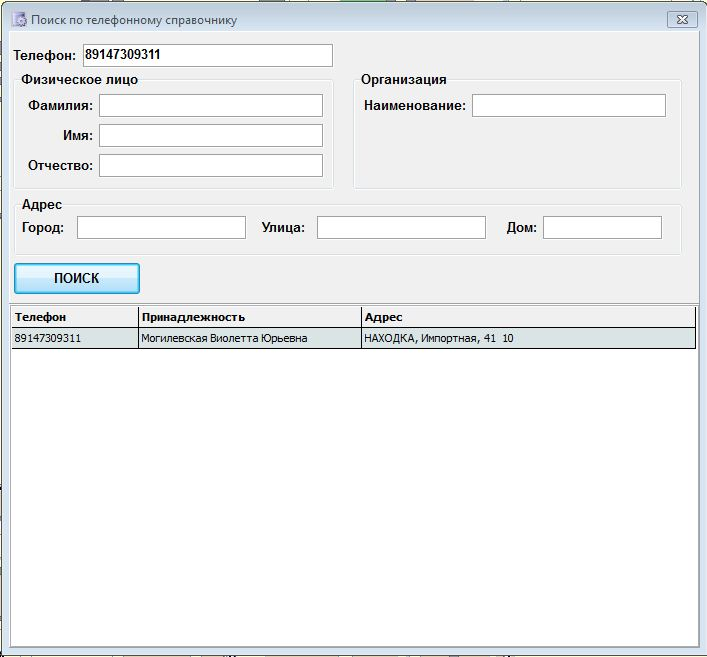 Поиск по телефонному справочнику
Телефон: 89147309311
Физическое лицо
Фамилия:
Имя:
Отчество:
Организация
Наименование:
Адрес
Город: Улица: Дом:
ПОИСК
Телефон Принадлежность Адрес
89147309311 Могилевская Виолетта Юрьевна НАХОДКА, Импортная, 41 10